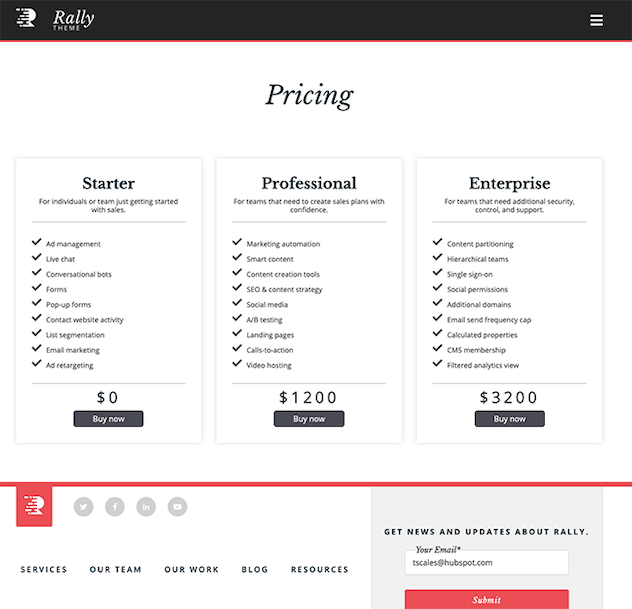 Rally
THEME
Pricing
Starter
For individuals or team just getting started
with sales.
Ad management
Live chat
Conversational bots
Forms
Pop-up forms
Contact website activity
List segmentation
Email marketing
Ad retargeting
$0
Buy now
Professional
For teams that need to create sales plans with
confidence.
Marketing automation
Smart content
Content creation tools
SEO & content strategy
Social media
A/B testing
Landing pages
Calls-to-action
Video hosting
$1200
Buy now
Enterprise
For teams that need additional security,
control, and support.
Content partitioning
Hierarchical teams
Single sign-on
Social permissions
Additional domains
Email send frequency cap
Calculated properties
CMS membership
Filtered analytics view
$3200
Buy now
SERVICES OUR TEAM OUR WORK BLOG RESOURCES
GET NEWS AND UPDATES ABOUT RALLY.
Your Email*
tscales@hubspot.com
Submit